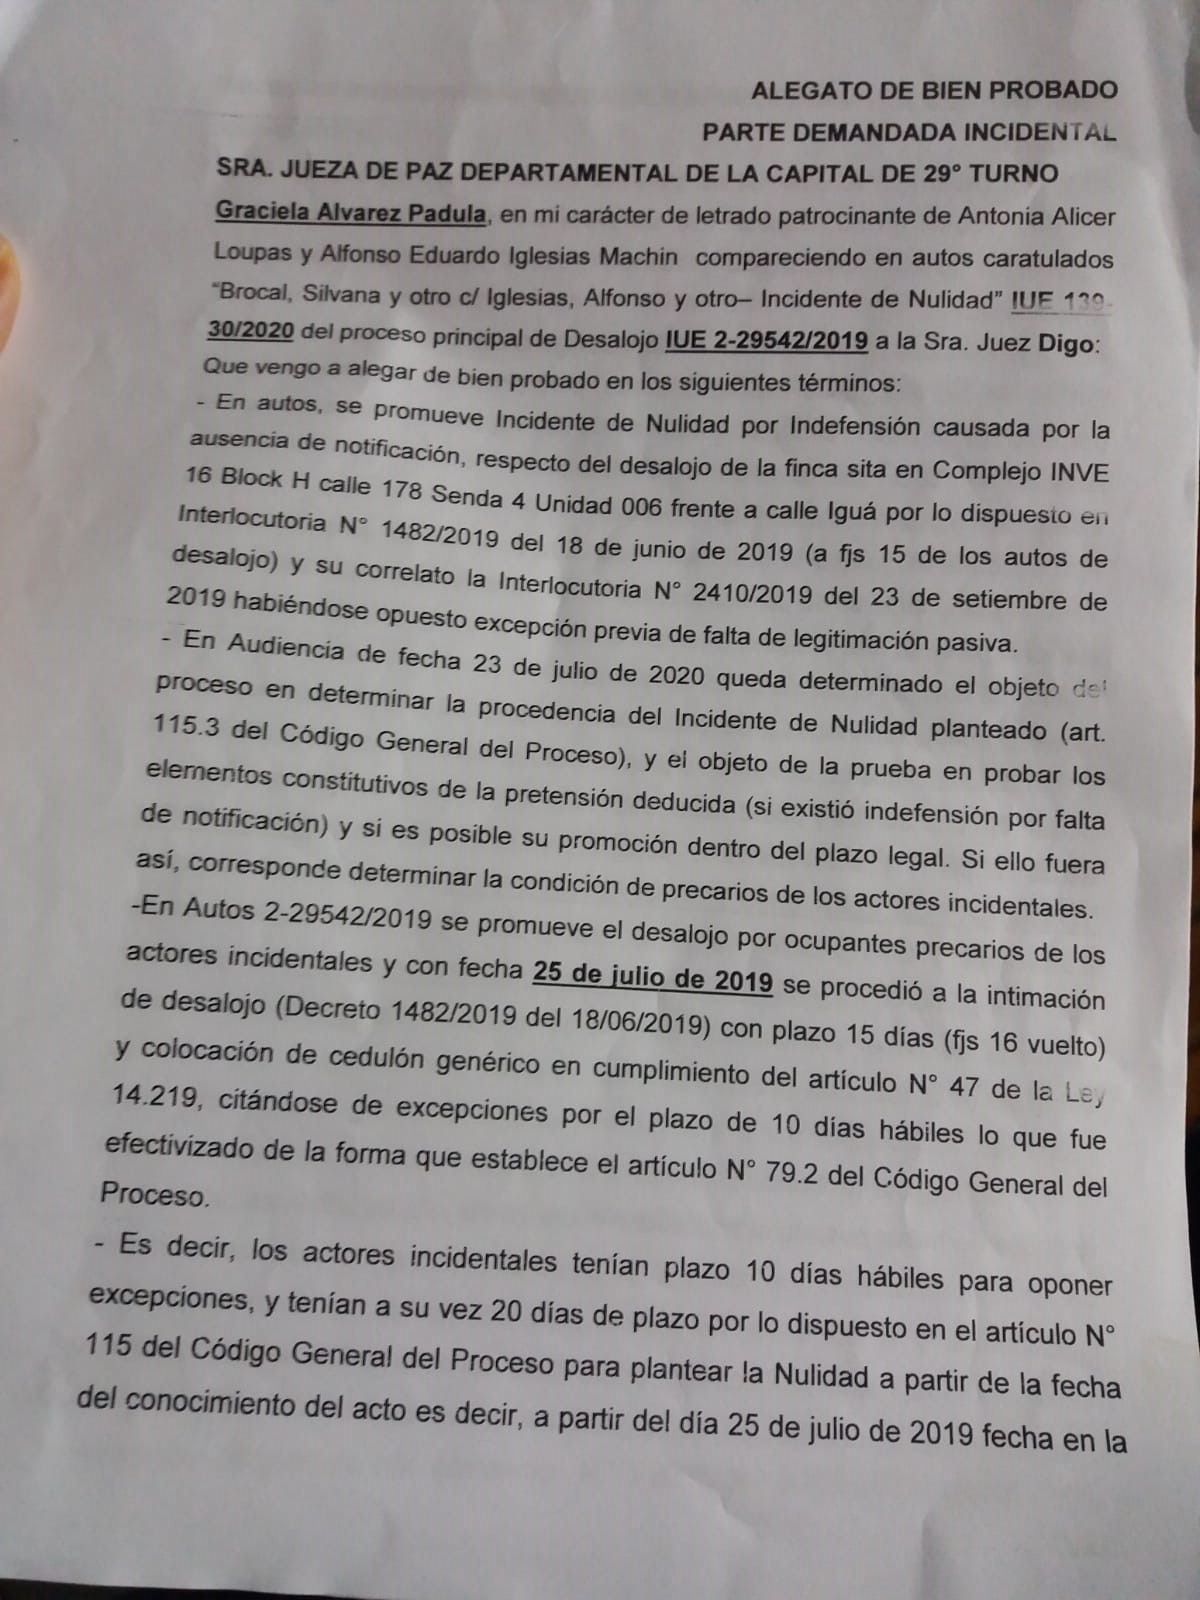 ALEGATO DE BIEN PROBADO
PARTE DEMANDADA INCIDENTAL
SRA. JUEZA DE PAZ DEPARTAMENTAL DE LA CAPITAL DE 29° TURNO
Graciela Alvarez Padula, en mi carácter de letrado patrocinante de Antonia Alicer
Loupas y Alfonso Eduardo Iglesias Machin compareciendo en autos caratulados
“Brocal, Silvana y otro c/ Iglesias, Alfonso y otro– Incidente de Nulidad” IUE 139-
30/2020 del proceso principal de Desalojo IUE 2-29542/2019 a la Sra. Juez Digo:
Que vengo a alegar de bien probado en los siguientes términos:
- En autos, se promueve Incidente de Nulidad por Indefensión causada por la
ausencia de notificación, respecto del desalojo de la finca sita en Complejo INVE
16 Block H calle 178 Senda 4 Unidad 006 frente a calle Iguá por lo dispuesto en
Interlocutoria N° 1482/2019 del 18 de junio de 2019 (a fjs 15 de los autos de
desalojo) y su correlato la Interlocutoria N° 2410/2019 del 23 de setiembre de
2019 habiéndose opuesto excepción previa de falta de legitimación pasiva.
- En Audiencia de fecha 23 de julio de 2020 queda determinado el objeto del
proceso en determinar la procedencia del Incidente de Nulidad planteado (art.
115.3 del Código General del Proceso), y el objeto de la prueba en probar los
elementos constitutivos de la pretensión deducida (si existió indefensión por falta
de notificación) y si es posible su promoción dentro del plazo legal. Si ello fuera
así, corresponde determinar la condición de precarios de los actores incidentales.
-En Autos 2-29542/2019 se promueve el desalojo por ocupantes precarios de los
actores incidentales y con fecha 25 de julio de 2019 se procedió a la intimación
de desalojo (Decreto 1482/2019 del 18/06/2019) con plazo 15 días (fjs 16 vuelto)
y colocación de cedulón genérico en cumplimiento del artículo N° 47 de la Ley
14.219, citándose de excepciones por el plazo de 10 días hábiles lo que fue
efectivizado de la forma que establece el artículo N° 79.2 del Código General del
Proceso.
- Es decir, los actores incidentales tenían plazo 10 días hábiles para oponer
excepciones, y tenían a su vez 20 días de plazo por lo dispuesto en el artículo N°
115 del Código General del Proceso para plantear la Nulidad a partir de la fecha
del conocimiento del acto es decir, a partir del día 25 de julio de 2019 fecha en la